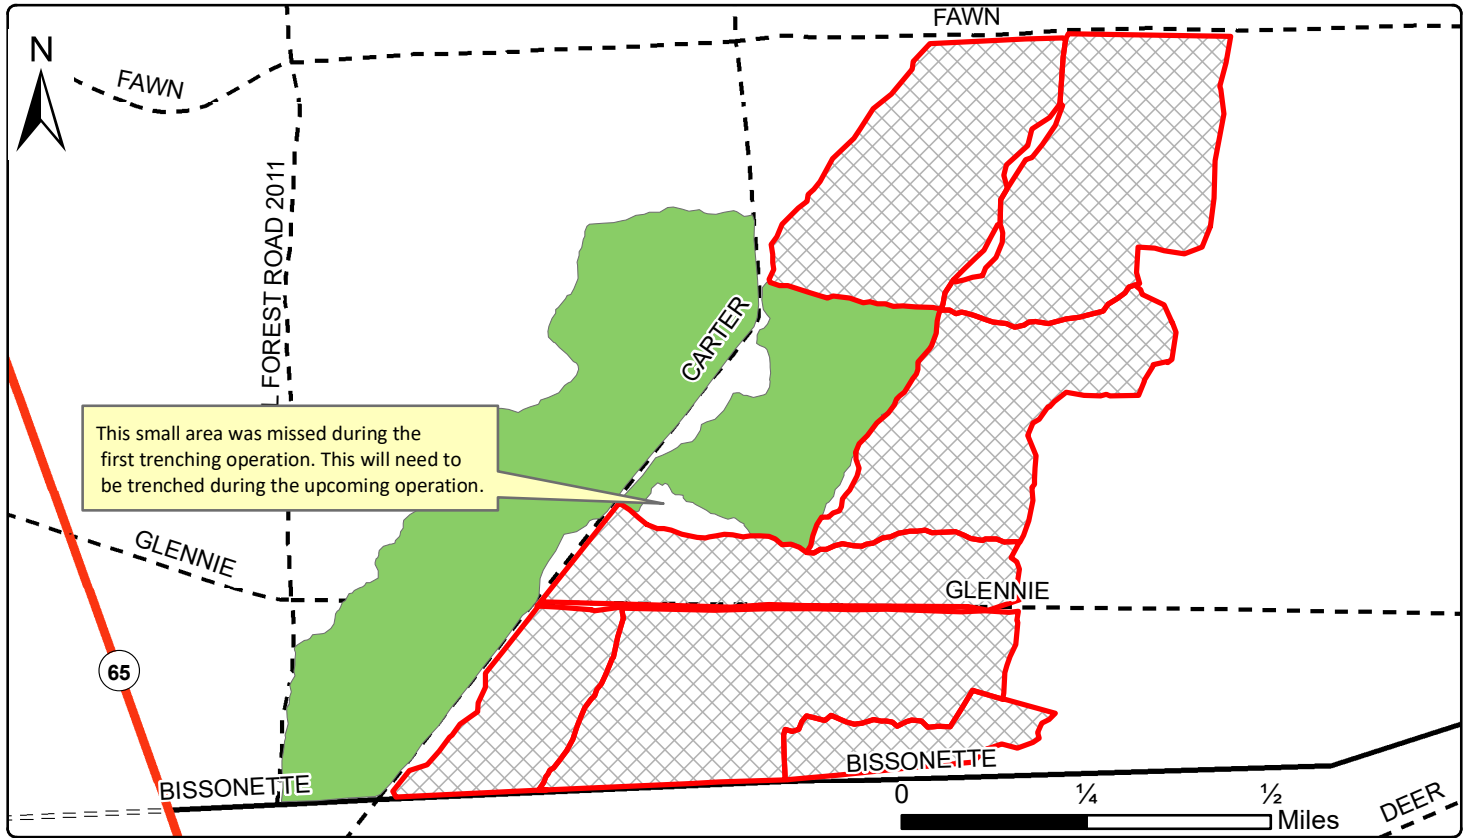 FAWN
N
FAWN
FOREST ROAD 2011
CARTER
This small area was missed during the
first trenching operation. This will need to
be trenched during the upcoming operation.
GLENNIE
GLENNIE
65
BISSONETTE
BISSONETTE
0 ¼ ½
Miles
DEER